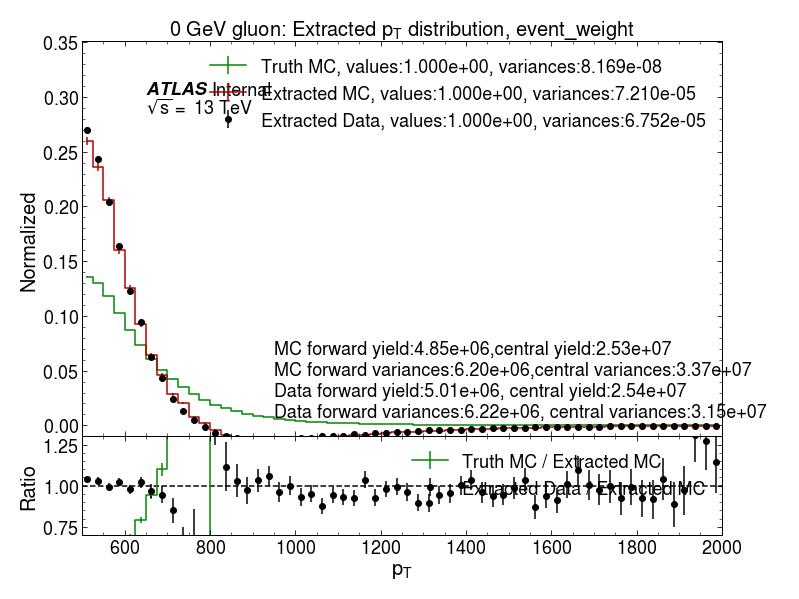 0 GeV gluon: Extracted pT distribution, event_weight
0.35
Truth MC, values:1.000e+00, variances:8.169e-08
ATLAS Internal
Extracted MC, values:1.000e+00, variances:7.210e-05
√s = 13 TeV
Extracted Data, values:1.000e+00, variances:6.752e-05
0.30
0.25
0.20
0.15
0.10
0.05
0.00
Normalized
MC forward yield:4.85e+06,central yield:2.53e+07
MC forward variances:6.20e+06,central variances:3.37e+07
Data forward yield:5.01e+06, central yield:2.54e+07
Data forward variances:6.22e+06, central variances:3.15e+07
1.25
1.00
0.75
Ratio
Truth MC / Extracted MC
Extracted Data / Extracted MC
600 800 1000 1200 1400 1600 1800 2000
pT